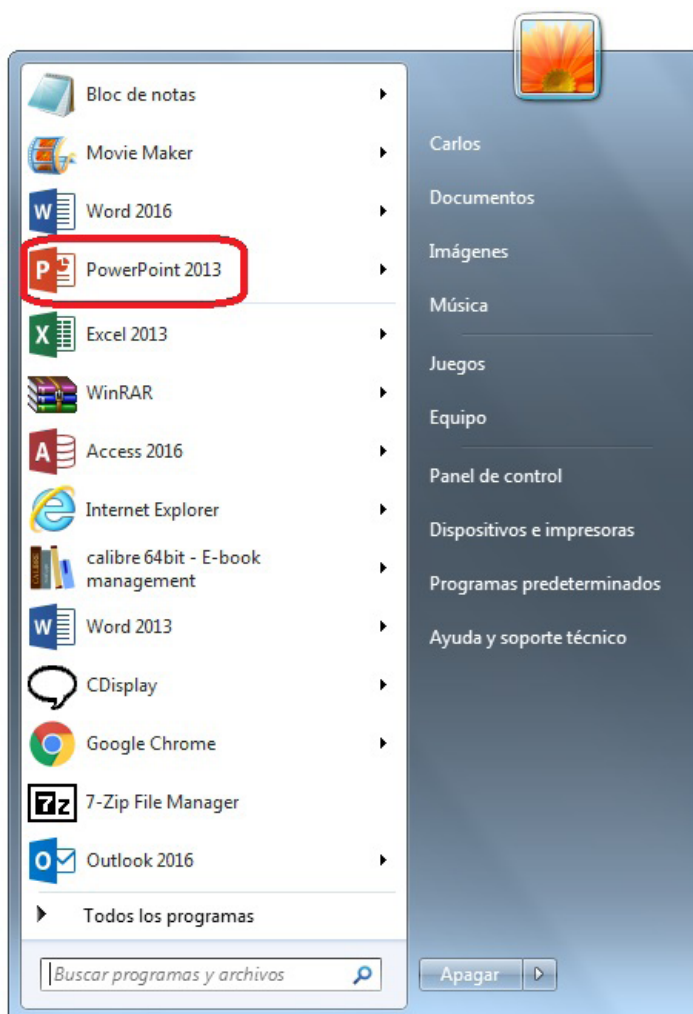 Bloc de notas
Movie Maker
Word 2016
PowerPoint 2013
Excel 2013
WinRAR
Access 2016
Internet Explorer
calibre 64bit - E-book
management
Word 2013
CDisplay
Google Chrome
7-Zip File Manager
Outlook 2016
Todos los programas
Buscar programas y archivos
Carlos
Documentos
Imágenes
Música
Juegos
Equipo
Panel de control
Dispositivos e impresoras
Programas predeterminados
Ayuda y soporte técnico
Apagar